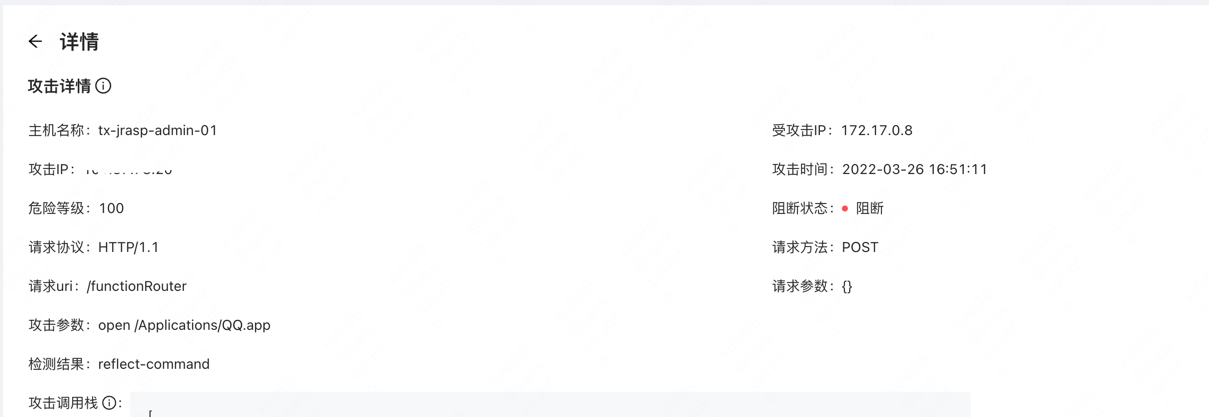 详情
攻击详情
主机名称：tx-jrasp-admin-01
受攻击IP：172.17.0.8
攻击IP：
攻击时间：2022-03-26 16:51:11
危险等级：100
阻断状态：阻断
请求协议：HTTP/1.1
请求方法：POST
请求uri：/functionRouter
请求参数：{}
攻击参数：open /Applications/QQ.app
检测结果：reflect-command
攻击调用栈：
[